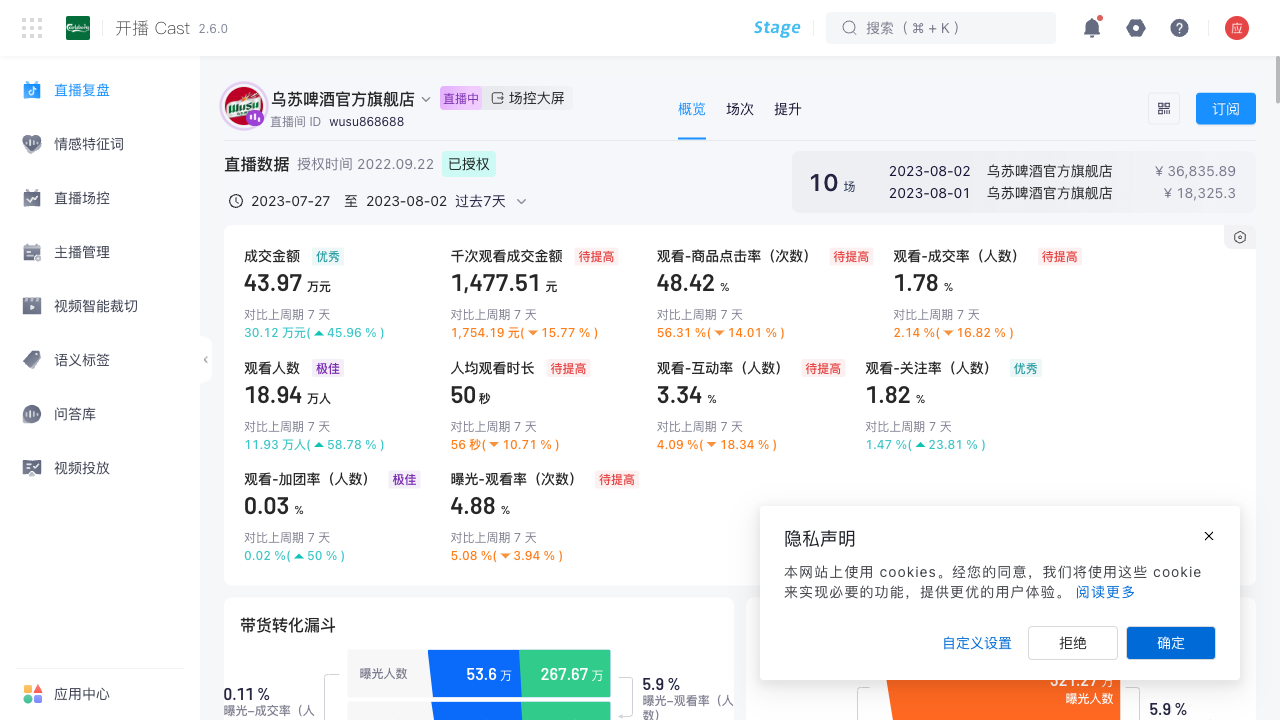 开播 Cast 2.6.0
Stage
搜索（⌘ + K）
应
直播复盘
情感特征词
直播场控
主播管理
视频智能裁切
语义标签
问答库
视频投放
应用中心
乌苏啤酒官方旗舰店
直播中
场控大屏
直播间 ID wusu868688
概览 场次 提升
订阅
直播数据 授权时间 2022.09.22 已授权
2023-07-27 至 2023-08-02 过去7天
10 场
2023-08-02 乌苏啤酒官方旗舰店 ¥ 36,835.89
2023-08-01 乌苏啤酒官方旗舰店 ¥ 18,325.3
成交金额 优秀
43.97 万元
对比上周期 7 天
30.12 万元( 45.96 % )
千次观看成交金额 待提高
1,477.51 元
对比上周期 7 天
1,754.19 元( 15.77 % )
观看-商品点击率（次数） 待提高
48.42 %
对比上周期 7 天
56.31 %( 14.01 % )
观看-成交率（人数） 待提高
1.78 %
对比上周期 7 天
2.14 %( 16.82 % )
观看人数 极佳
18.94 万人
对比上周期 7 天
11.93 万人( 58.78 % )
人均观看时长 待提高
50 秒
对比上周期 7 天
56 秒( 10.71 % )
观看-互动率（人数） 待提高
3.34 %
对比上周期 7 天
4.09 %( 18.34 % )
观看-关注率（人数） 优秀
1.82 %
对比上周期 7 天
1.47 %( 23.81 % )
观看-加团率（人数） 极佳
0.03 %
对比上周期 7 天
0.02 %( 50 % )
曝光-观看率（次数） 待提高
4.88 %
对比上周期 7 天
5.08 %( 3.94 % )
带货转化漏斗
曝光人数 53.6 万 267.67 万
0.11 %
曝光–成交率（人
5.9 %
曝光–观看率（人
数）
321.27 万
曝光人数
5.9 %
隐私声明
本网站上使用 cookies。经您的同意，我们将使用这些 cookie
来实现必要的功能，提供更优的用户体验。 阅读更多
自定义设置 拒绝 确定